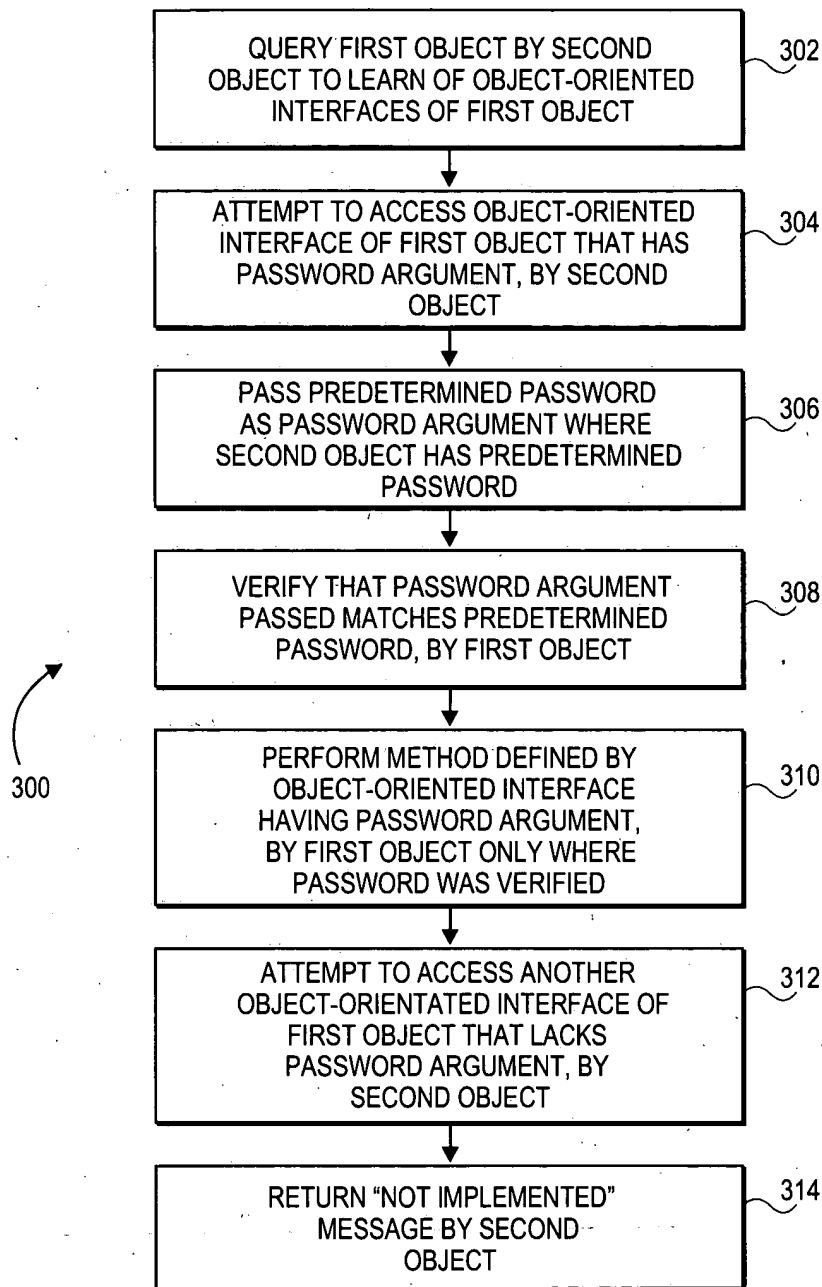 QUERY FIRST OBJECT BY SECOND
OBJECT TO LEARN OF OBJECT-ORIENTED
INTERFACES OF FIRST OBJECT
302
ATTEMPT TO ACCESS OBJECT-ORIENTED
INTERFACE OF FIRST OBJECT THAT HAS
PASSWORD ARGUMENT, BY SECOND
OBJECT
304
PASS PREDETERMINED PASSWORD
AS PASSWORD ARGUMENT WHERE
SECOND OBJECT HAS PREDETERMINED
PASSWORD
306
VERIFY THAT PASSWORD ARGUMENT
PASSED MATCHES PREDETERMINED
PASSWORD, BY FIRST OBJECT
308
300
PERFORM METHOD DEFINED BY
OBJECT-ORIENTED INTERFACE
HAVING PASSWORD ARGUMENT,
BY FIRST OBJECT ONLY WHERE
PASSWORD WAS VERIFIED
310
ATTEMPT TO ACCESS ANOTHER
OBJECT-ORIENTATED INTERFACE OF
FIRST OBJECT THAT LACKS
PASSWORD ARGUMENT, BY
SECOND OBJECT
312
RETURN “NOT IMPLEMENTED”
MESSAGE BY SECOND
OBJECT
314